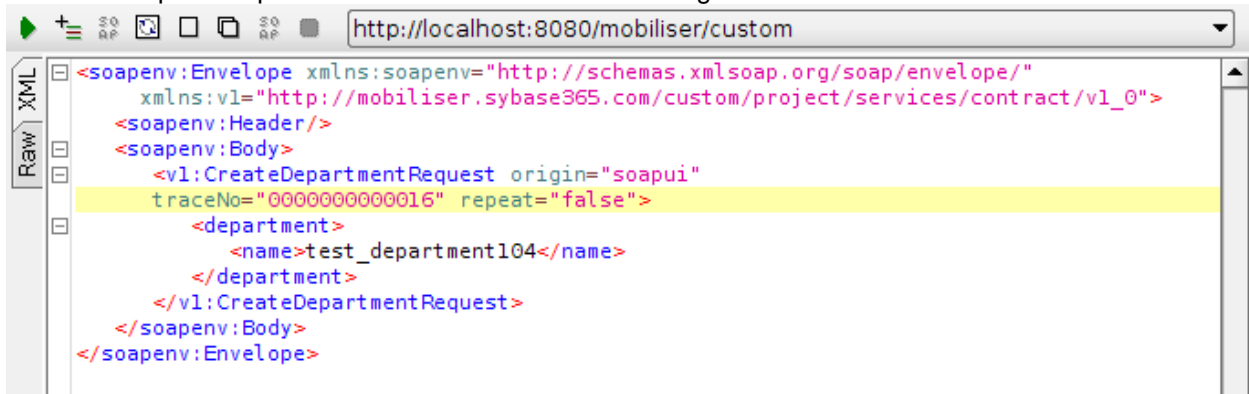 http://localhost:8080/mobiliser/custom
XML
Raw
<soapenv:Envelope xmlns:soapenv="http://schemas.xmlsoap.org/soap/envelope/"
xmlns:v1="http://mobiliser.sybase365.com/custom/project/services/contract/v1_0">
<soapenv:Header/>
<soapenv:Body>
<v1:CreateDepartmentRequest origin="soapui"
traceNo="0000000000016" repeat="false">
<department>
<name>test_department104</name>
</department>
</v1:CreateDepartmentRequest>
</soapenv:Body>
</soapenv:Envelope>